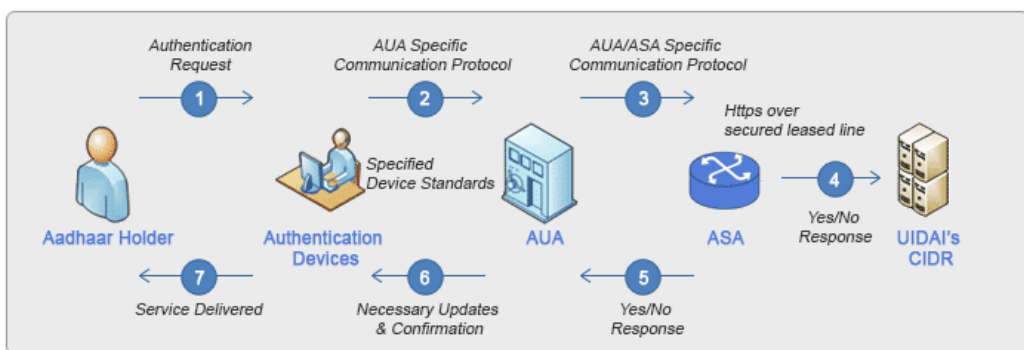 Authentication
Request
1
AUA Specific
Communication Protocol
2
AUA/ASA Specific
Communication Protocol
3
Https over
secured leased line
4
Yes/No
Response
Specified
Device Standards
Aadhaar Holder
Authentication
Devices
AUA
ASA
UIDAI's
CIDR
7
Service Delivered
6
Necessary Updates
& Confirmation
5
Yes/No
Response